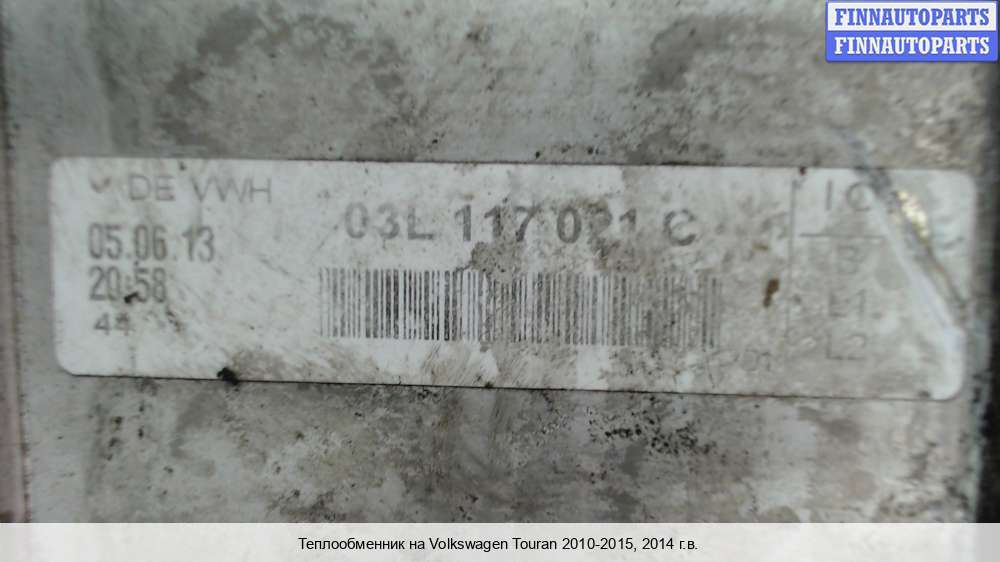 FINNAUTOPARTS
FINNAUTOPARTS
DE VWH
03L 117 021 C
05.06.13
20:58
44
I C
B
L1
L2
Теплообменник на Volkswagen Touran 2010-2015, 2014 г.в.